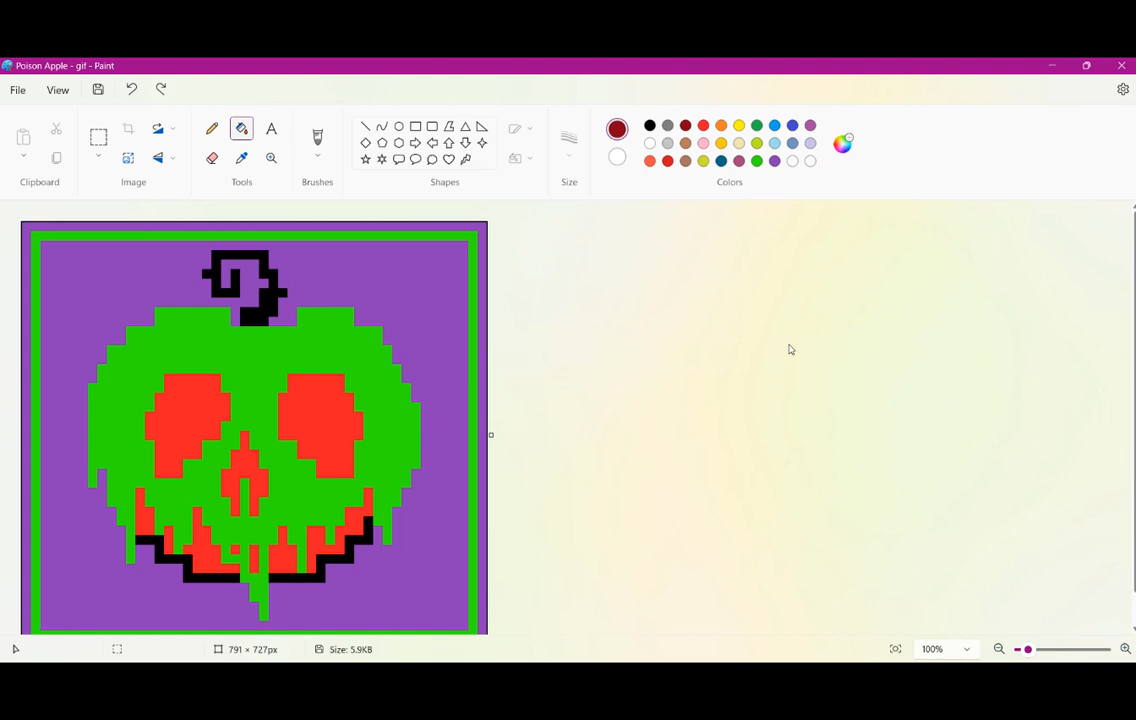 Poison Apple - gif - Paint
File View
Clipboard Image Tools Brushes Shapes Size Colors
791 × 727px Size: 5.9KB 100%